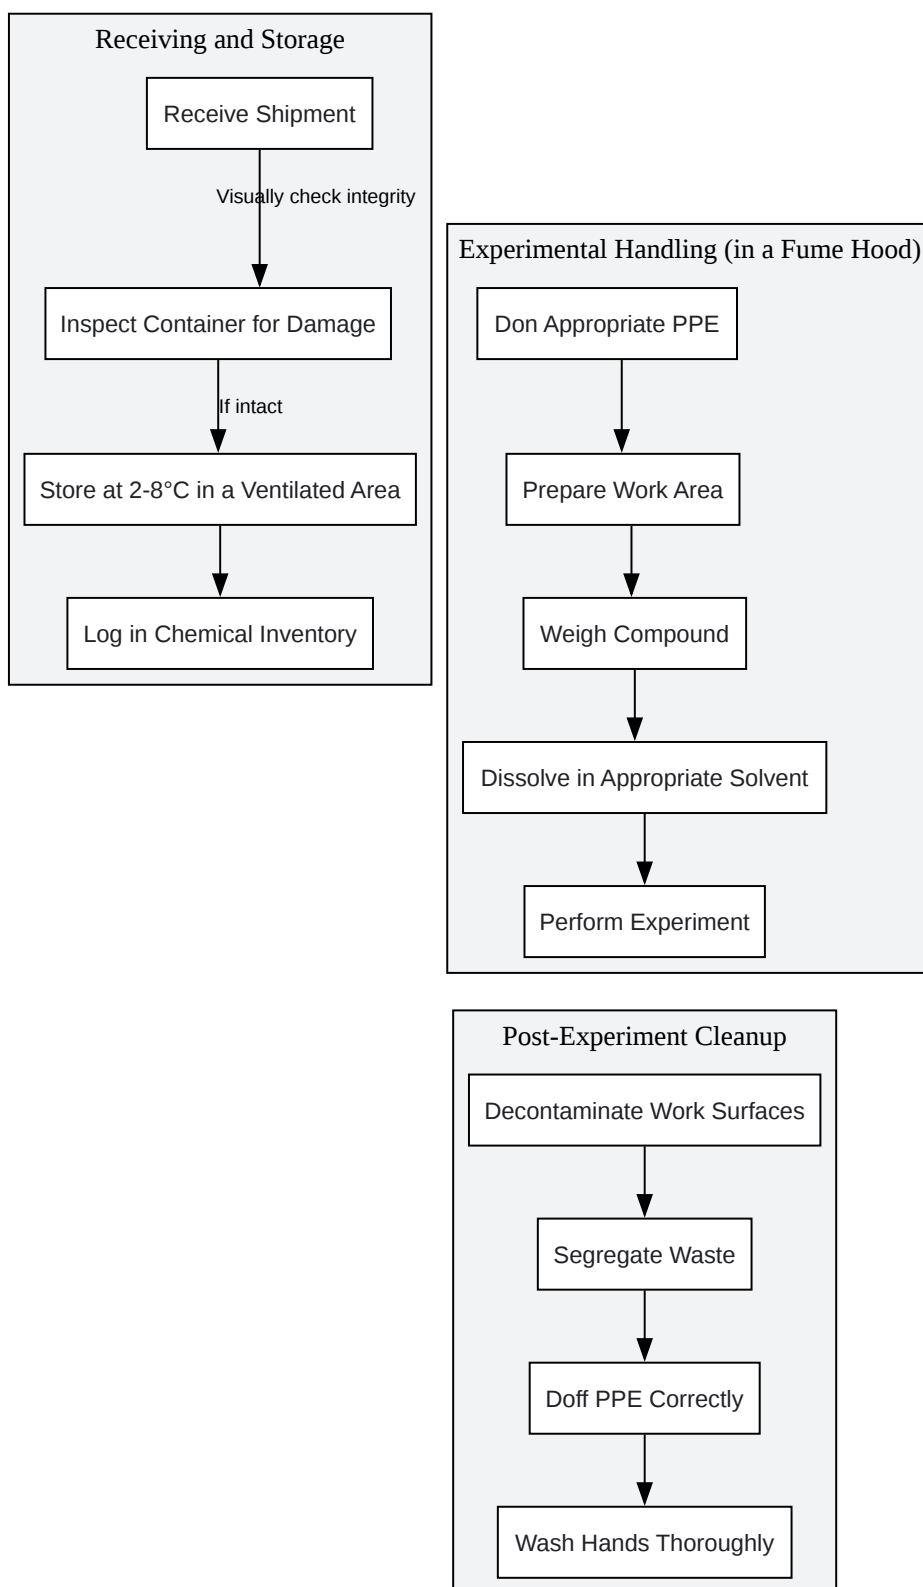 Receiving and Storage
Receive Shipment
Visually check integrity
Inspect Container for Damage
If intact
Store at 2-8°C in a Ventilated Area
Log in Chemical Inventory
Experimental Handling (in a Fume Hood)
Don Appropriate PPE
Prepare Work Area
Weigh Compound
Dissolve in Appropriate Solvent
Perform Experiment
Post-Experiment Cleanup
Decontaminate Work Surfaces
Segregate Waste
Doff PPE Correctly
Wash Hands Thoroughly